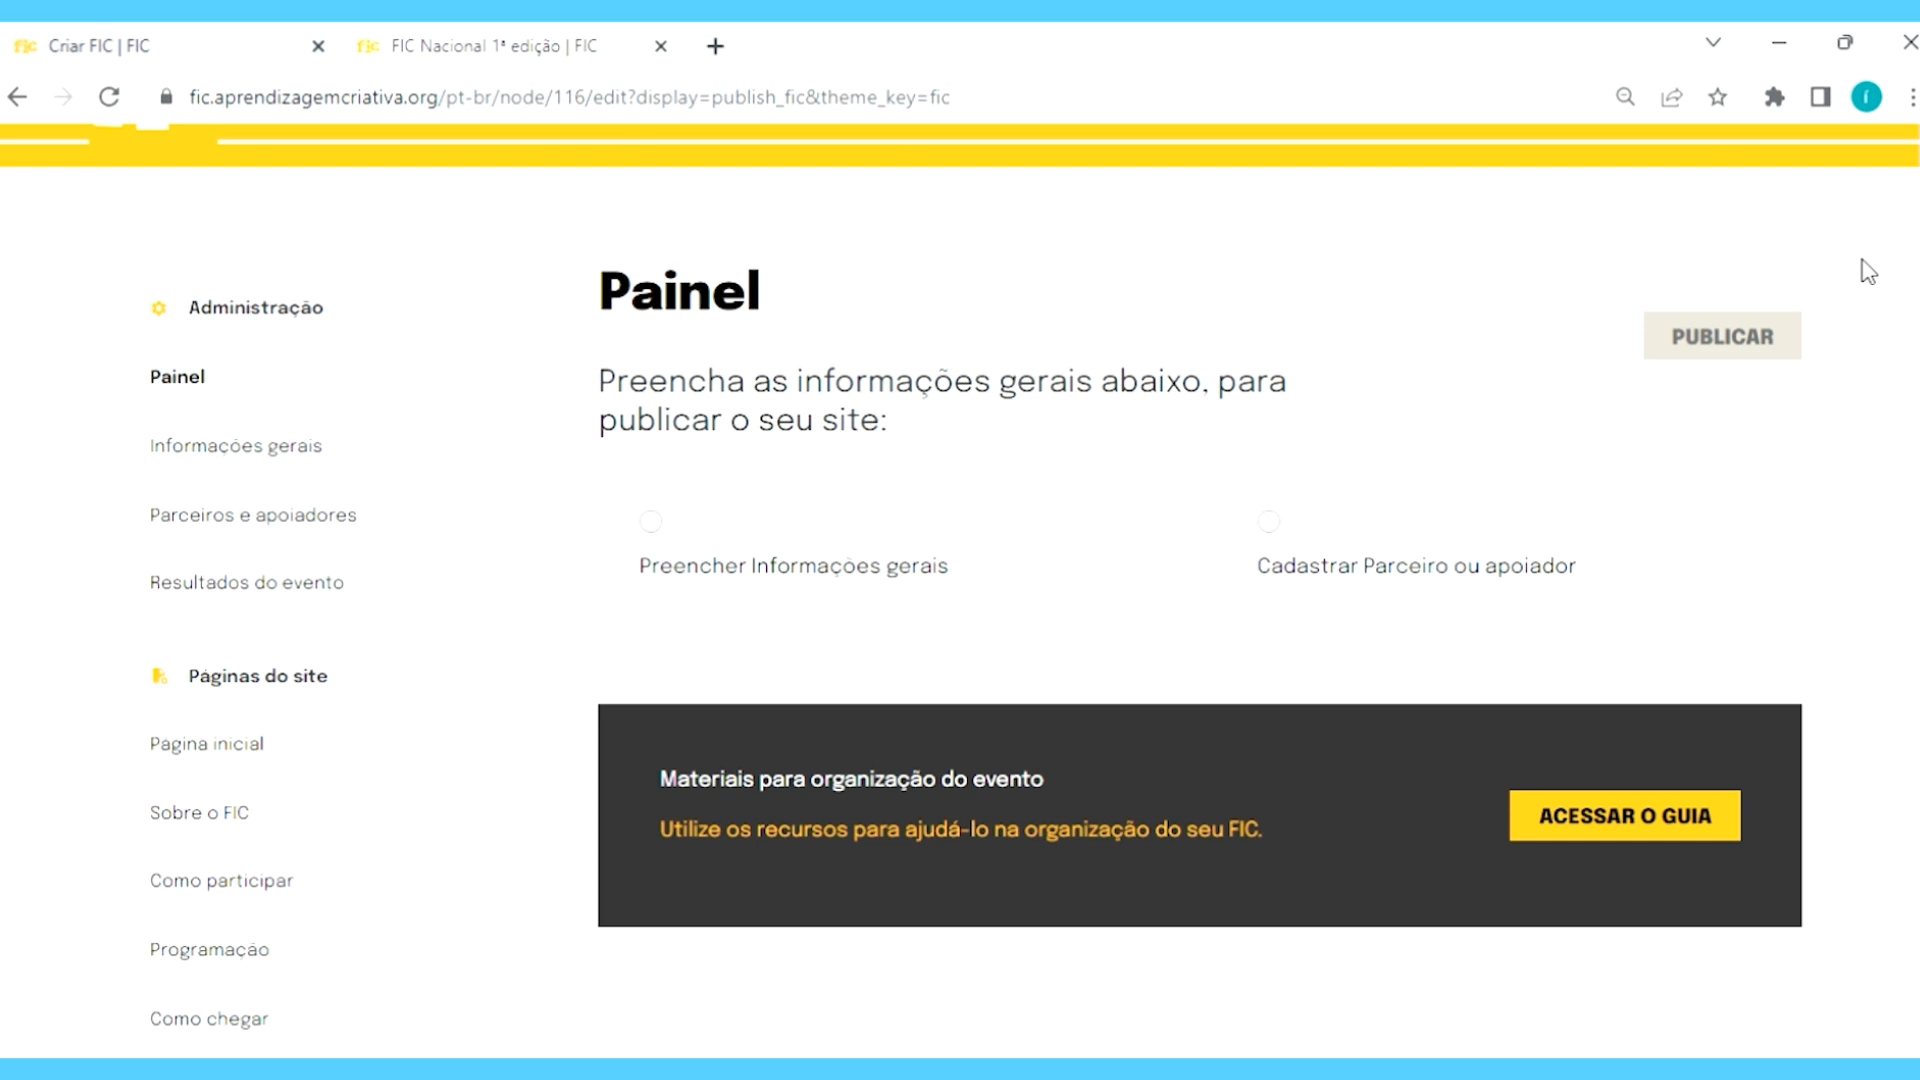 fic Criar FIC | FIC
fic FIC Nacional 1ª edição | FIC
fic.aprendizagemcriativa.org/pt-br/node/116/edit?display=publish_fic&theme_key=fic
i
Administração
Painel
Informações gerais
Parceiros e apoiadores
Resultados do evento
Páginas do site
Página inicial
Sobre o FIC
Como participar
Programação
Como chegar
Painel
PUBLICAR
Preencha as informações gerais abaixo, para
publicar o seu site:
Preencher Informações gerais
Cadastrar Parceiro ou apoiador
Materiais para organização do evento
Utilize os recursos para ajudá-lo na organização do seu FIC.
ACESSAR O GUIA